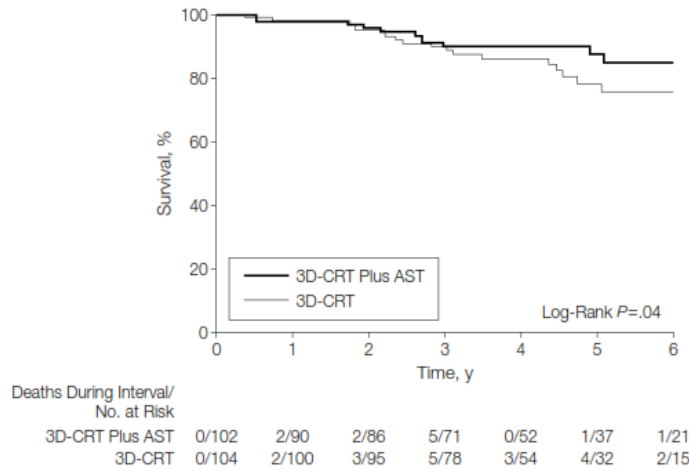 100
80
60
40
20
0
Survival, %
3D-CRT Plus AST
3D-CRT
Log-Rank P=.04
0 1 2 3 4 5 6
Time, y
Deaths During Interval/
No. at Risk
3D-CRT Plus AST 0/102 2/90 2/86 5/71 0/52 1/37 1/21
3D-CRT 0/104 2/100 3/95 5/78 3/54 4/32 2/15